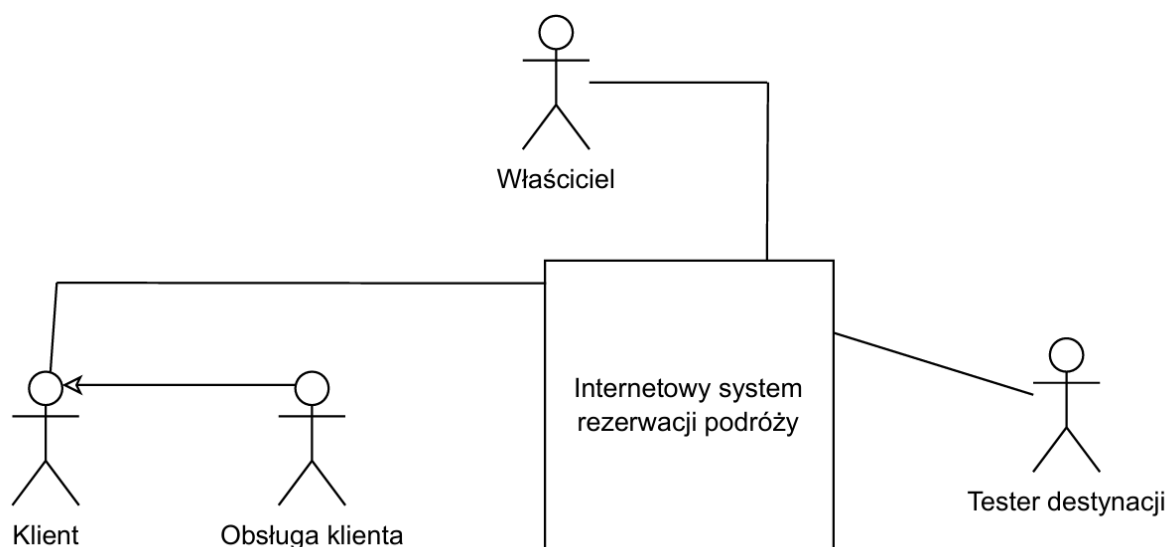 Właściciel
Internetowy system
rezerwacji podróży
Klient
Obsługa klienta
Tester destynacji